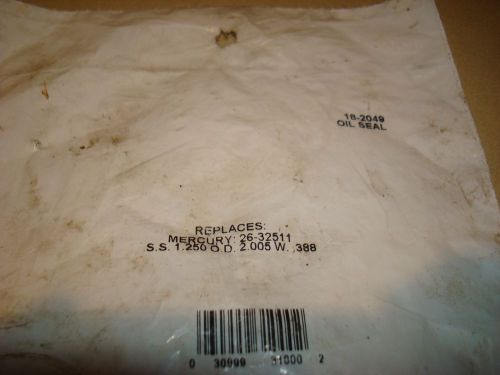 18-2049
OIL SEAL
REPLACES:
MERCURY: 26-32511
S.S. 1.250 O.D. 2.005 W. .388
0 30999 31000 2